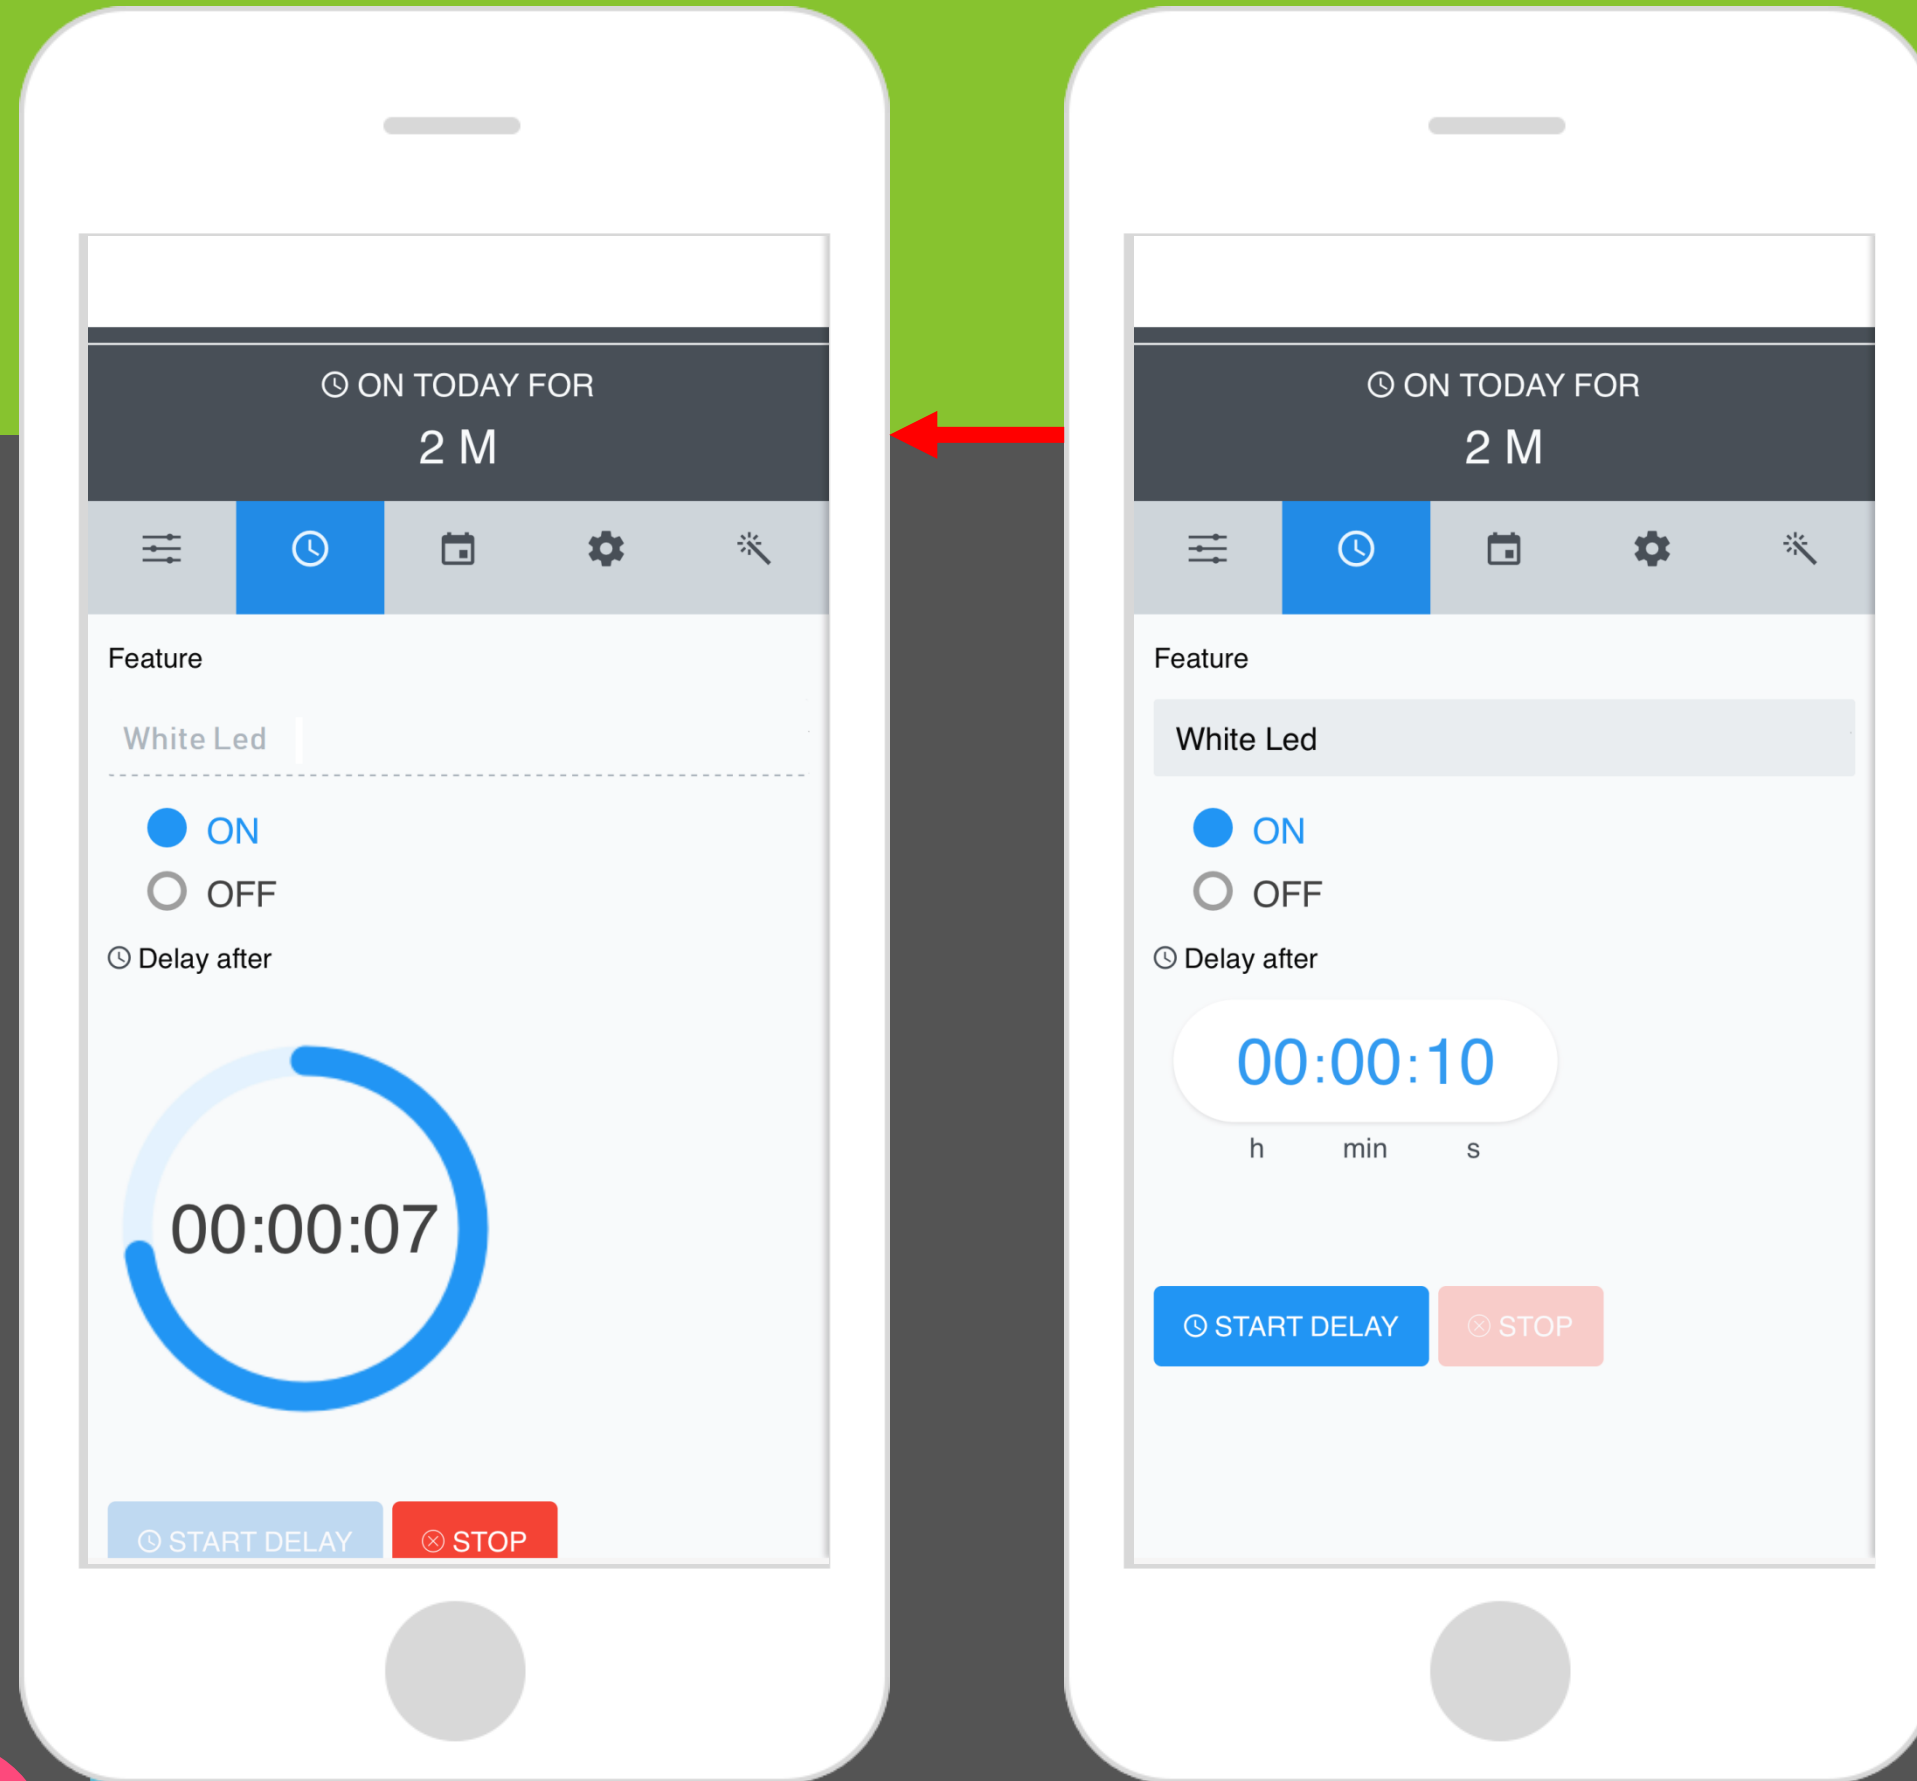 ON TODAY FOR
2 M
Feature
White Led
ON
OFF
Delay after
00:00:07
START DELAY
STOP
ON TODAY FOR
2 M
Feature
White Led
ON
OFF
Delay after
00:00:10
h min s
START DELAY
STOP